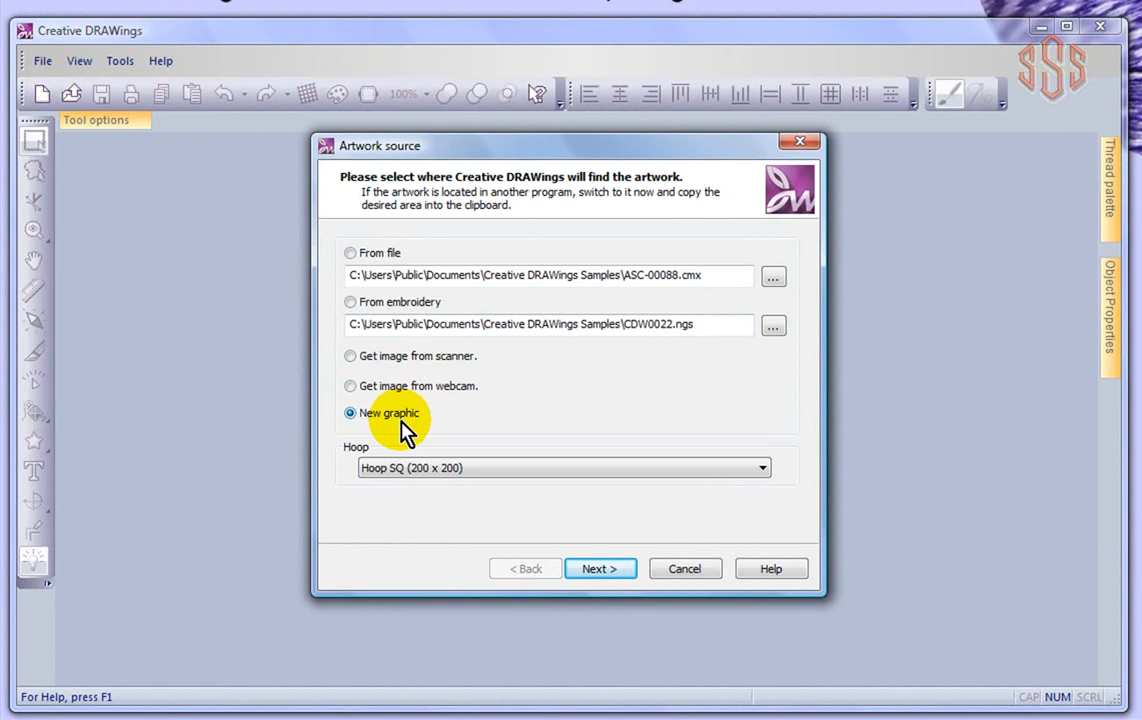 Creative DRAWings
SSS
File View Tools Help
100%
Tool options
Artwork source
Please select where Creative DRAWings will find the artwork.
If the artwork is located in another program, switch to it now and copy the
desired area into the clipboard.
From file
C:\Users\Public\Documents\Creative DRAWings Samples\ASC-00088.cmx
...
From embroidery
C:\Users\Public\Documents\Creative DRAWings Samples\CDW0022.ngs
...
Get image from scanner.
Get image from webcam.
New graphic
Hoop
Hoop SQ (200 x 200)
< Back Next > Cancel Help
Thread palette
Object Properties
For Help, press F1
CAP NUM SCRL